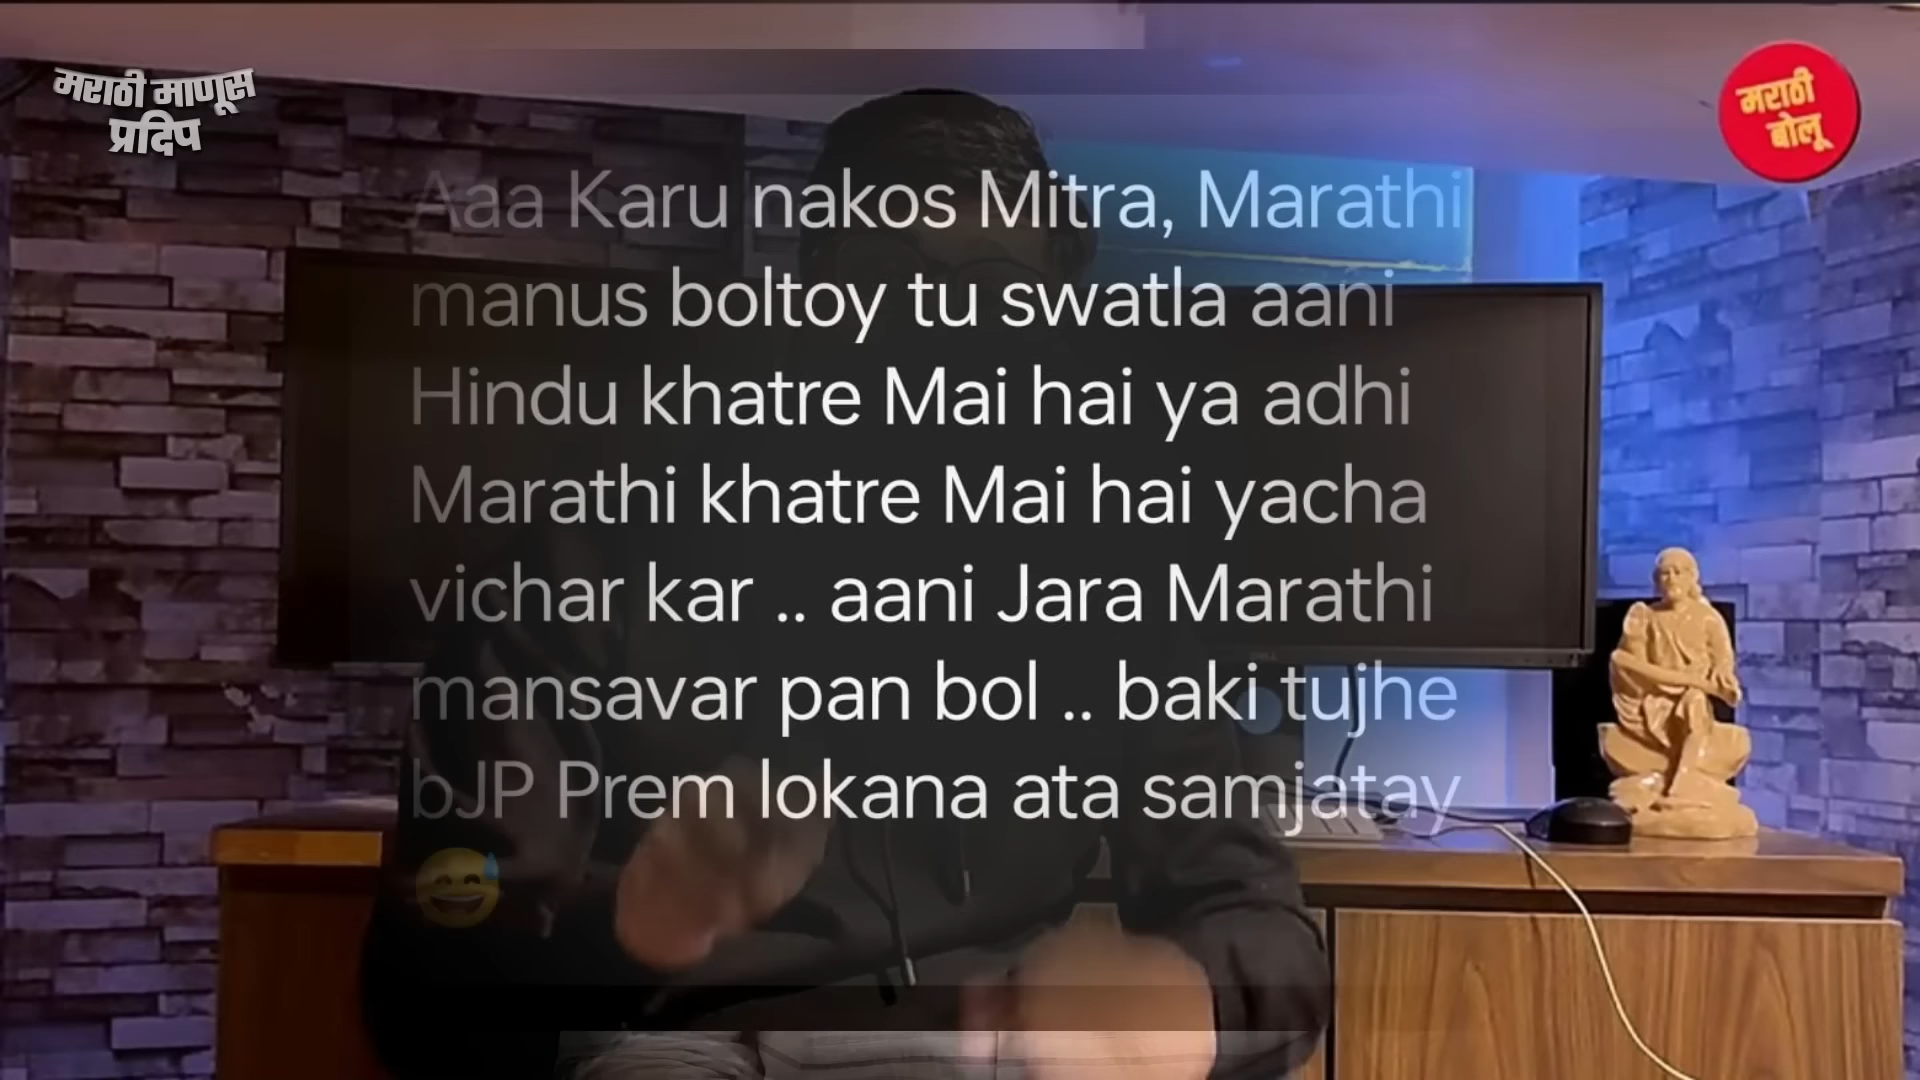 मराठी माणूस
प्रदिप
मराठी
बोलू
Aaa Karu nakos Mitra, Marathi
manus boltoy tu swatla aani
Hindu khatre Mai hai ya adhi
Marathi khatre Mai hai yacha
vichar kar .. aani Jara Marathi
mansavar pan bol .. baki tujhe
bJP Prem lokana ata samjatay
😅